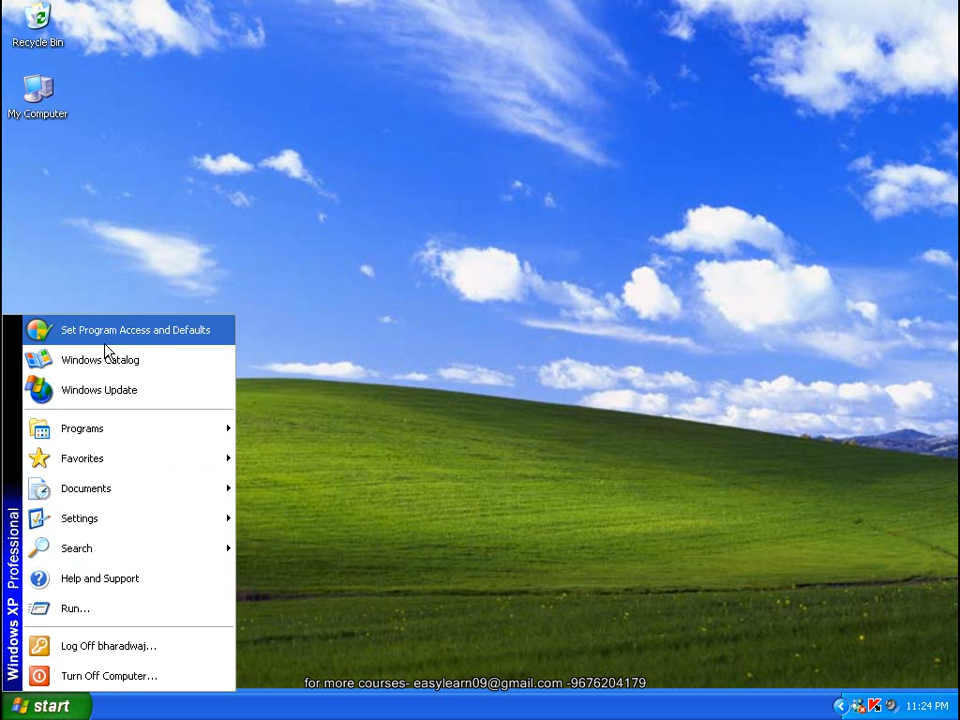 Recycle Bin
My Computer
Set Program Access and Defaults
Windows Catalog
Windows Update
Programs
Favorites
Documents
Settings
Search
Help and Support
Run...
Log Off bharadwaj...
Turn Off Computer...
Windows XP Professional
for more courses- easylearn09@gmail.com -9676204179
start
11:24 PM